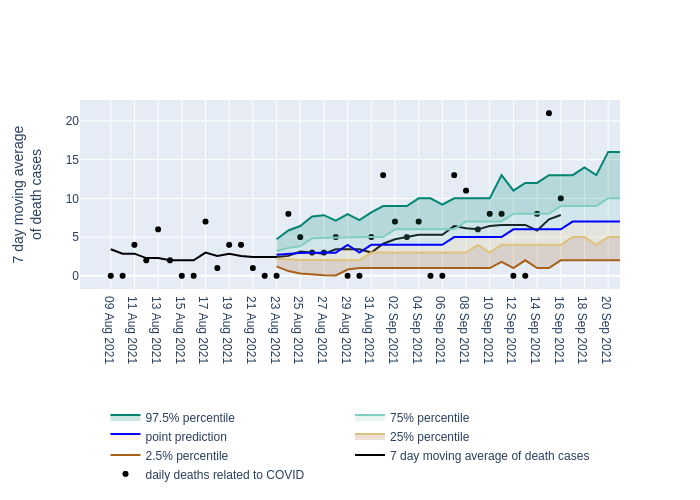 7 day moving average
of death cases
20
15
10
5
0
09 Aug 2021
11 Aug 2021
13 Aug 2021
15 Aug 2021
17 Aug 2021
19 Aug 2021
21 Aug 2021
23 Aug 2021
25 Aug 2021
27 Aug 2021
29 Aug 2021
31 Aug 2021
02 Sep 2021
04 Sep 2021
06 Sep 2021
08 Sep 2021
10 Sep 2021
12 Sep 2021
14 Sep 2021
16 Sep 2021
18 Sep 2021
20 Sep 2021
97.5% percentile
75% percentile
point prediction
25% percentile
2.5% percentile
7 day moving average of death cases
daily deaths related to COVID